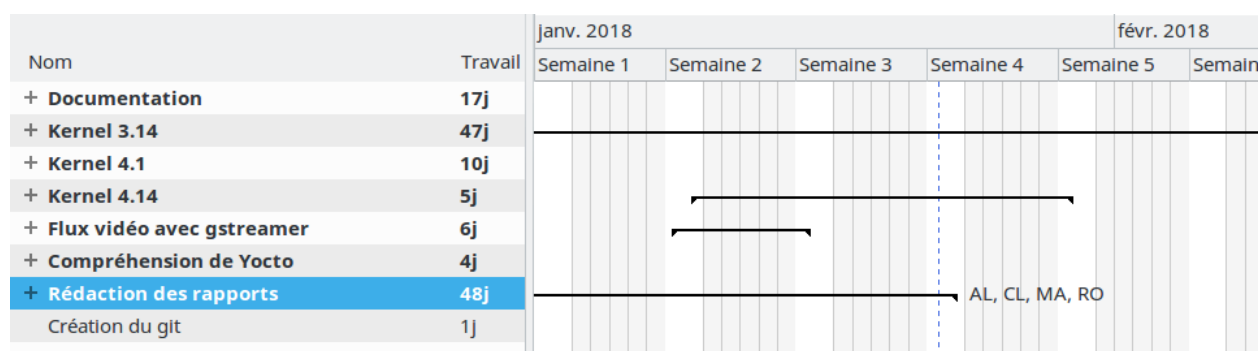 janv. 2018 févr. 2018
Nom Travail Semaine 1 Semaine 2 Semaine 3 Semaine 4 Semaine 5 Semain
+ Documentation 17j
+ Kernel 3.14 47j
+ Kernel 4.1 10j
+ Kernel 4.14 5j
+ Flux vidéo avec gstreamer 6j
+ Compréhension de Yocto 4j
+ Rédaction des rapports 48j AL, CL, MA, RO
Création du git 1j